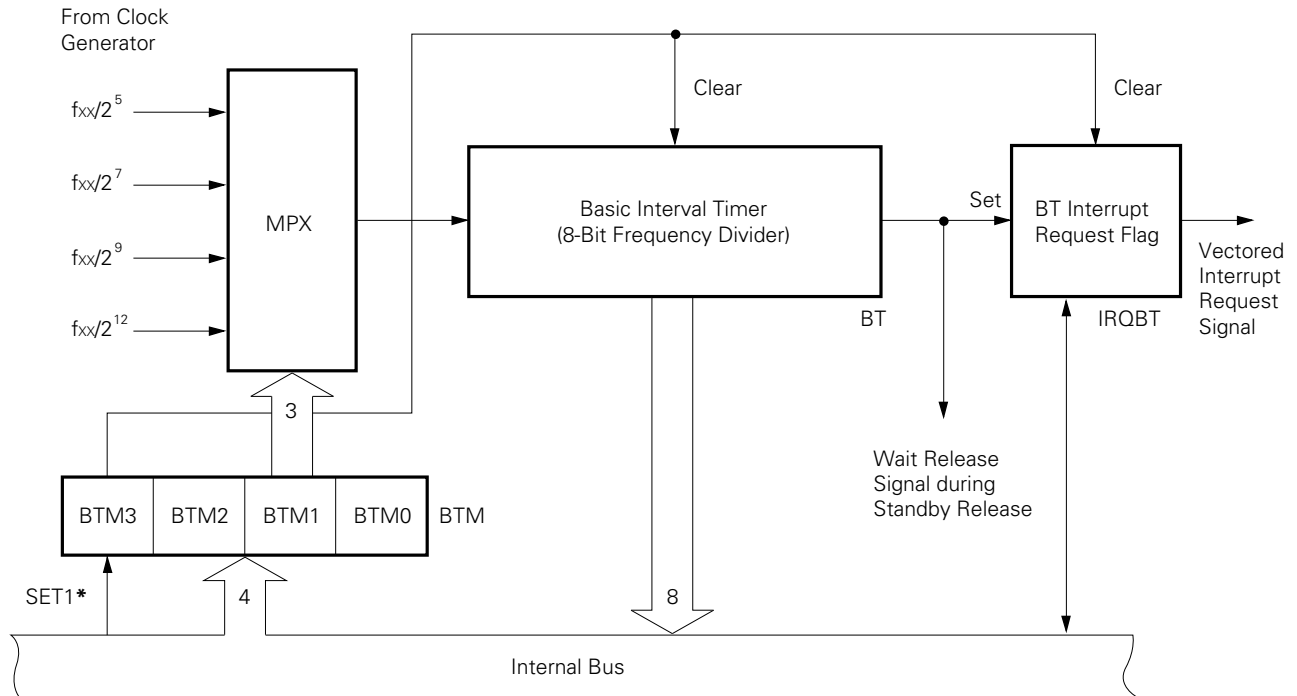 From Clock
Generator
fxx/2^5
fxx/2^7
fxx/2^9
fxx/2^12
MPX
3
BTM3 BTM2 BTM1 BTM0 BTM
SET1*
4
Clear
Basic Interval Timer
(8-Bit Frequency Divider)
BT
8
Set
Wait Release
Signal during
Standby Release
Clear
BT Interrupt
Request Flag
IRQBT
Vectored
Interrupt
Request
Signal
Internal Bus